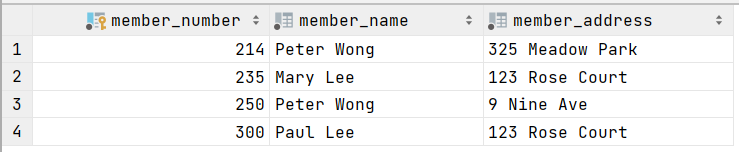 member_number member_name member_address
1 214 Peter Wong 325 Meadow Park
2 235 Mary Lee 123 Rose Court
3 250 Peter Wong 9 Nine Ave
4 300 Paul Lee 123 Rose Court